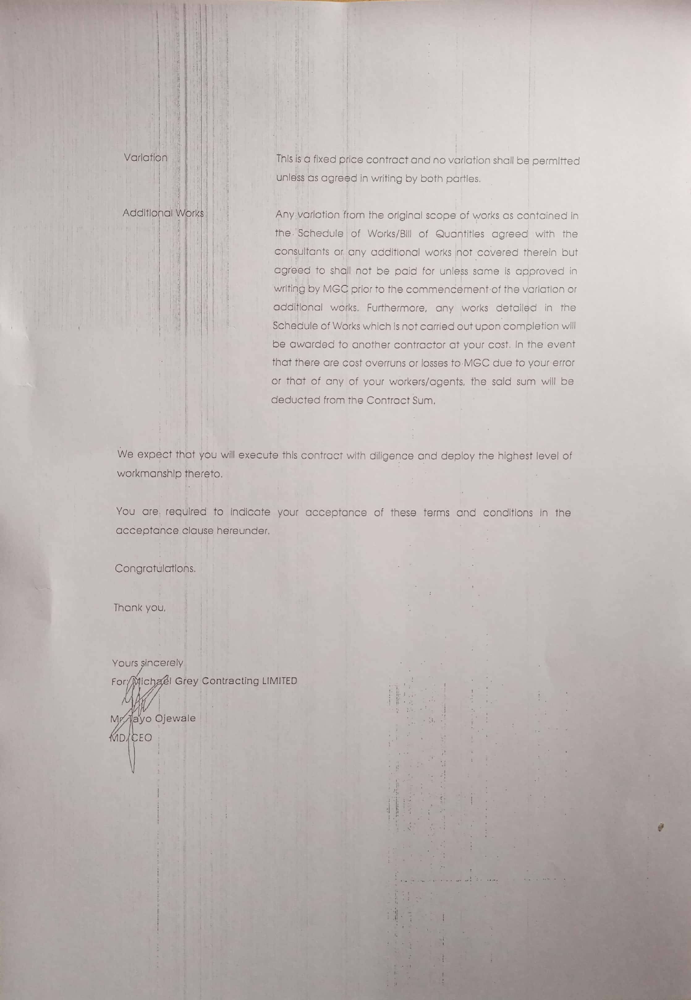 Variation
This is a fixed price contract and no variation shall be permitted
unless as agreed in writing by both parties.
Additional Works
Any variation from the original scope of works as contained in
the Schedule of Works/Bill of Quantities agreed with the
consultants or any additional works not covered therein but
agreed to shall not be paid for unless same is approved in
writing by MGC prior to the commencement of the variation or
additional works. Furthermore, any works detailed in the
Schedule of Works which is not carried out upon completion will
be awarded to another contractor at your cost. In the event
that there are cost overruns or losses to MGC due to your error
or that of any of your workers/agents, the said sum will be
deducted from the Contract Sum.
We expect that you will execute this contract with diligence and deploy the highest level of
workmanship thereto.
You are required to indicate your acceptance of these terms and conditions in the
acceptance clause hereunder.
Congratulations.
Thank you.
Yours sincerely
For: Michael Grey Contracting LIMITED
Mr. Tayo Ojewale
MD/CEO